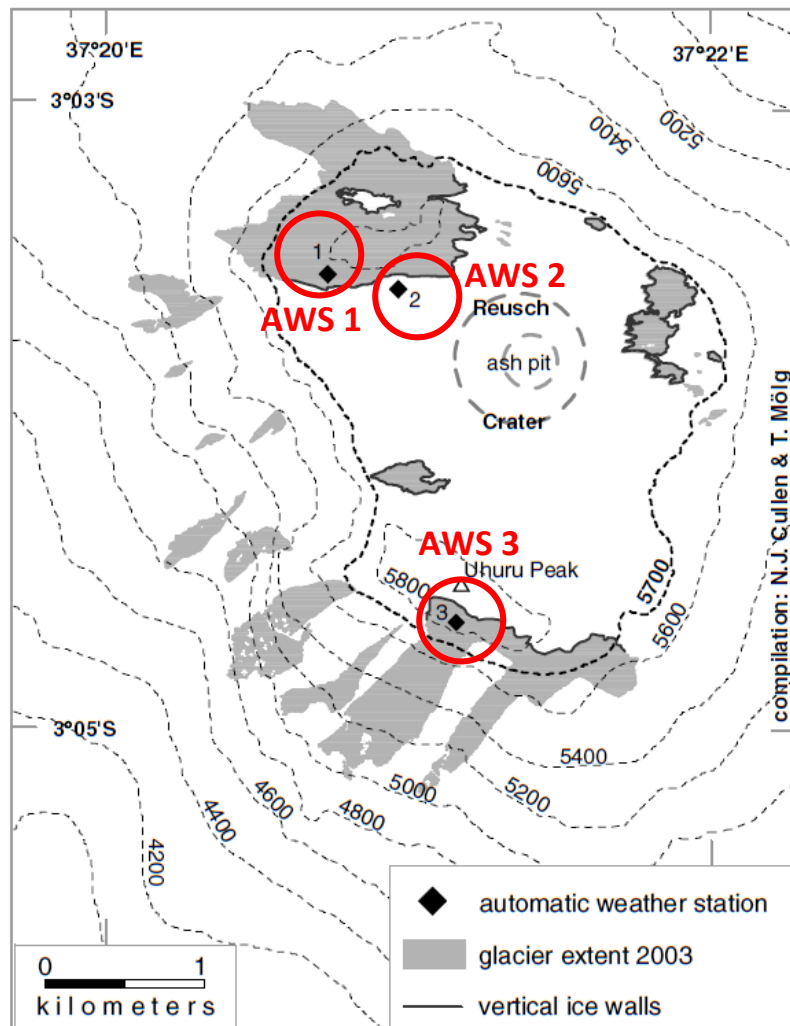 37°20'E
37°22'E
3°03'S
5200
5400
5600
1
AWS 1
2
AWS 2
Reusch
ash pit
Crater
AWS 3
Uhuru Peak
5800
3
5700
5600
compilation: N.J. Cullen & T. Mölg
3°05'S
5400
5200
5000
4800
4600
4400
4200
automatic weather station
glacier extent 2003
vertical ice walls
0 1
kilometers